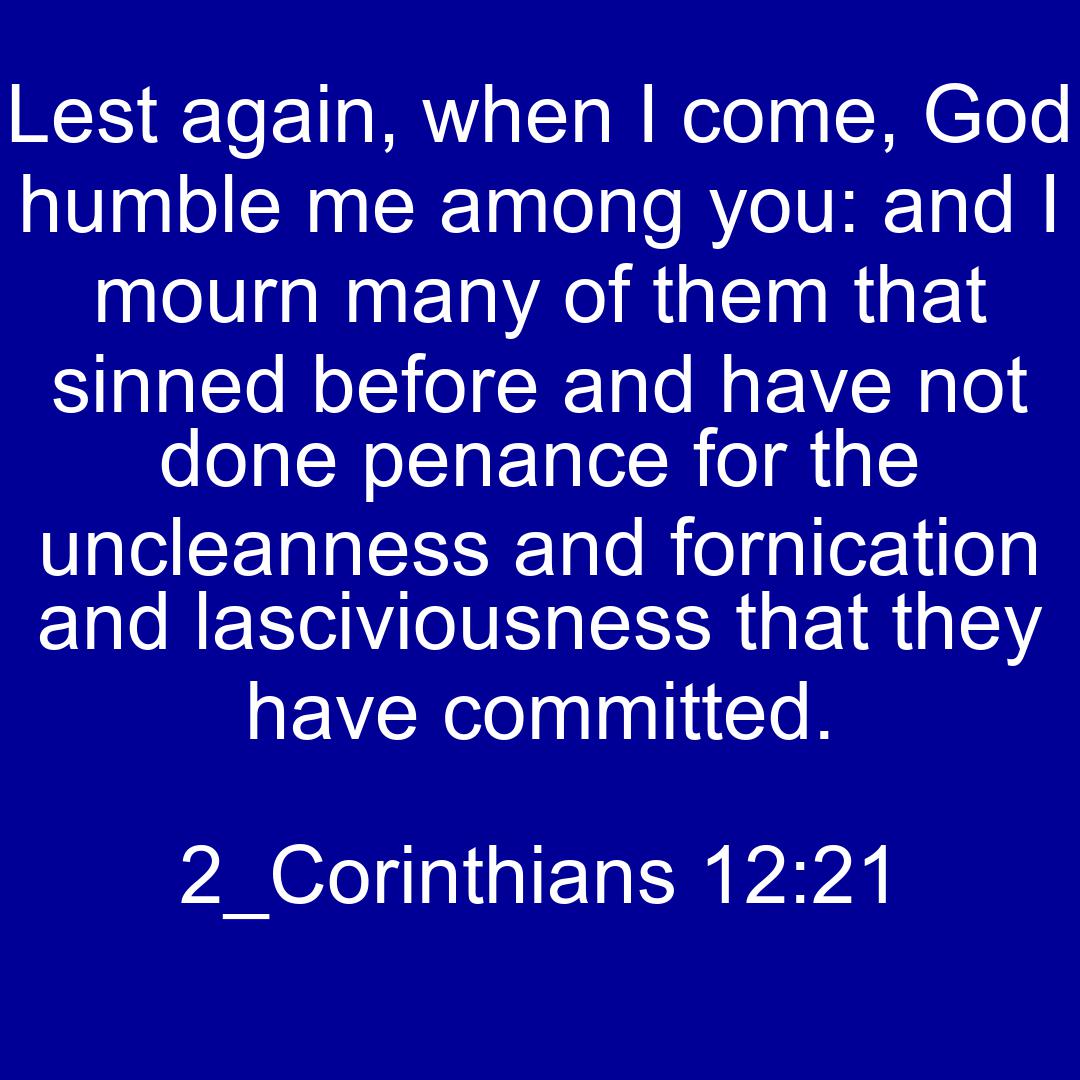 Lest again, when I come, God
humble me among you: and I
mourn many of them that
sinned before and have not
done penance for the
uncleanness and fornication
and lasciviousness that they
have committed.
2_Corinthians 12:21